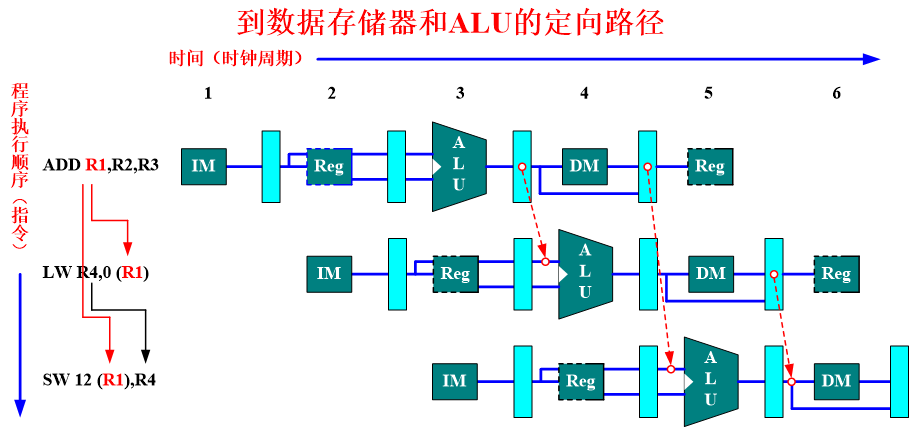 到数据存储器和ALU的定向路径
时间（时钟周期）
1 2 3 4 5 6
程序执行顺序（指令）
ADD R1,R2,R3
IM Reg ALU DM Reg
LW R4,0 (R1)
IM Reg ALU DM Reg
SW 12 (R1),R4
IM Reg ALU DM